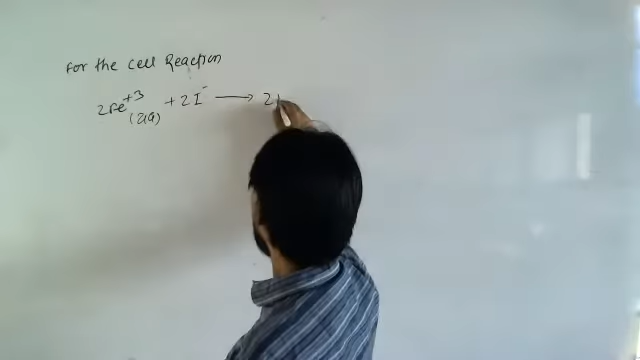 For the Cell Reaction
2Fe⁺³(aq) + 2I⁻ ⟶ 2